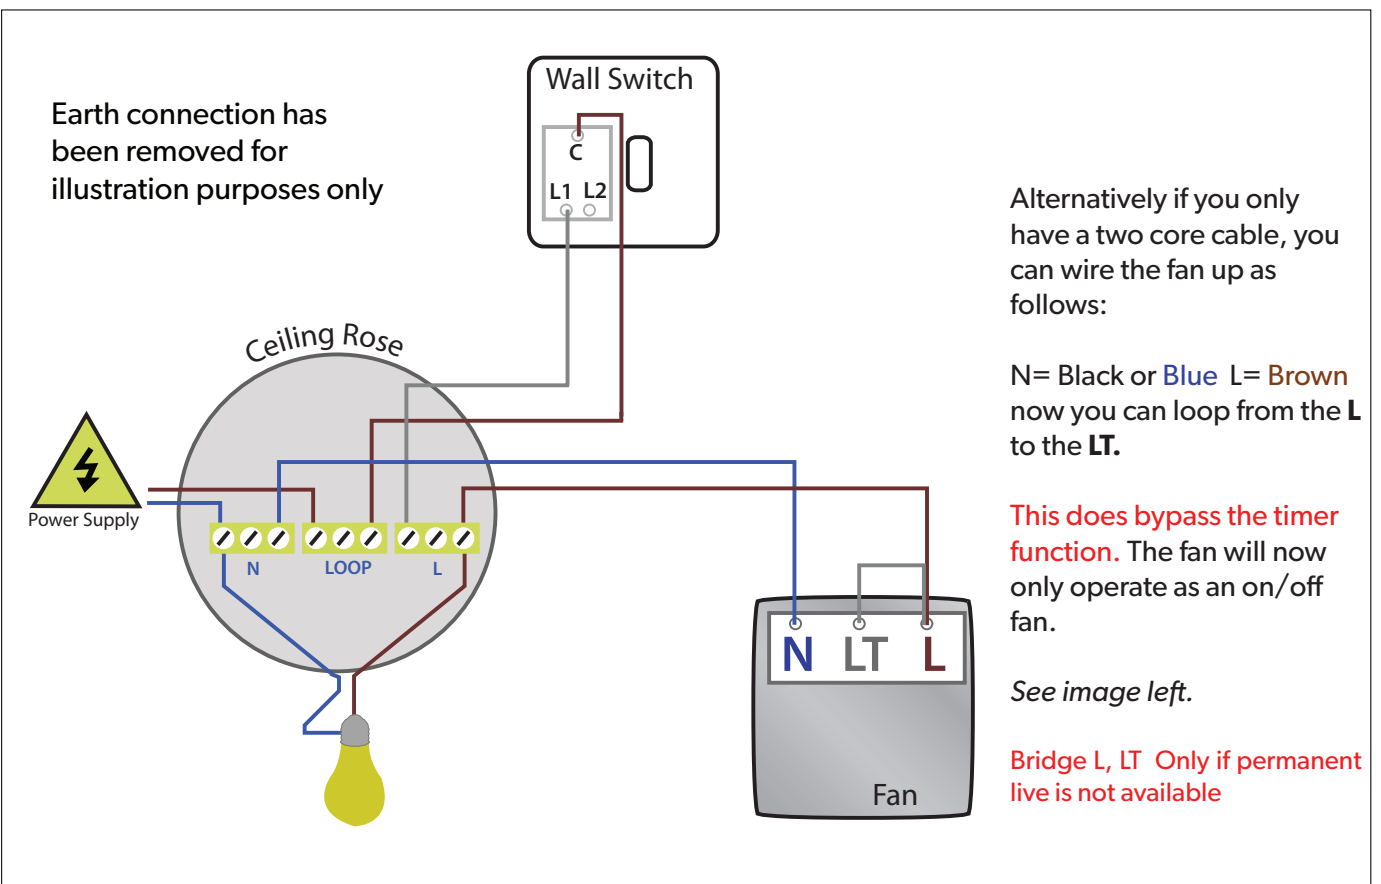 Wall Switch
Earth connection has
been removed for
illustration purposes only
C
L1 L2
Alternatively if you only
have a two core cable, you
can wire the fan up as
follows:
N= Black or Blue L= Brown
now you can loop from the L
to the LT.
This does bypass the timer
function. The fan will now
only operate as an on/off
fan.
See image left.
Bridge L, LT Only if permanent
live is not available
Ceiling Rose
Power Supply
N LOOP L
N LT L
Fan